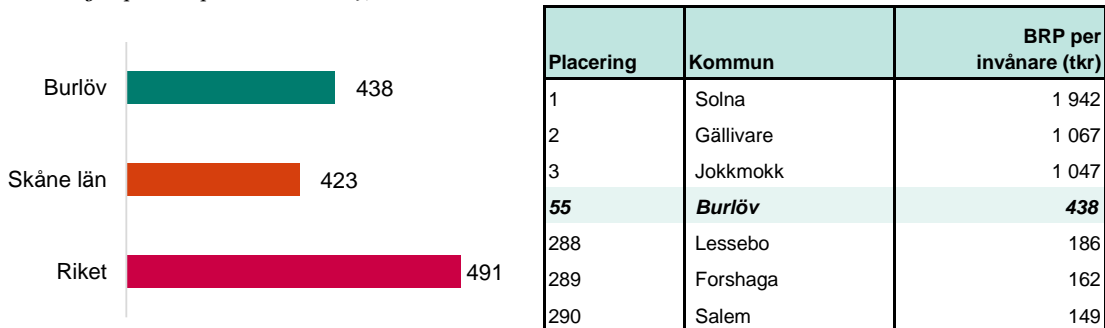 Burlöv 438
Skåne län 423
Riket 491
Placering Kommun BRP per invånare (tkr)
1 Solna 1 942
2 Gällivare 1 067
3 Jokkmokk 1 047
55 Burlöv 438
288 Lessebo 186
289 Forshaga 162
290 Salem 149